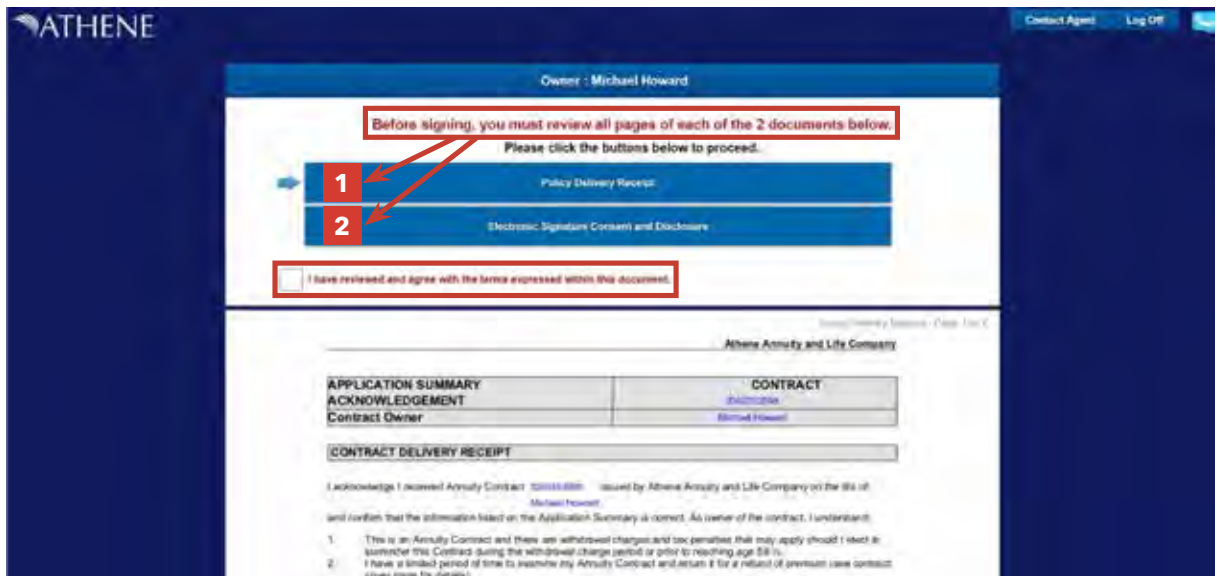 ATHENE
Contact Agent Log Off
Owner : Michael Howard
Before signing, you must review all pages of each of the 2 documents below.
Please click the buttons below to proceed.
1 Policy Delivery Receipt
2 Electronic Signature Consent and Disclosure
I have reviewed and agree with the terms expressed within this document.
Athene Annuity and Life Company
APPLICATION SUMMARY CONTRACT
ACKNOWLEDGEMENT
Contract Owner Michael Howard
CONTRACT DELIVERY RECEIPT
I acknowledge I received Annuity Contract issued by Athene Annuity and Life Company on the life of
Michael Howard
and confirm that the information listed on the Application Summary is correct. As owner of the contract, I understand:
1. This is an Annuity Contract and there are withdrawal charges and tax penalties that may apply should I elect to
surrender this Contract during the withdrawal charge period or prior to reaching age 59 ½.
2. I have a limited period of time to examine my Annuity Contract and return it for a refund of premium (see contract
cover page for details).